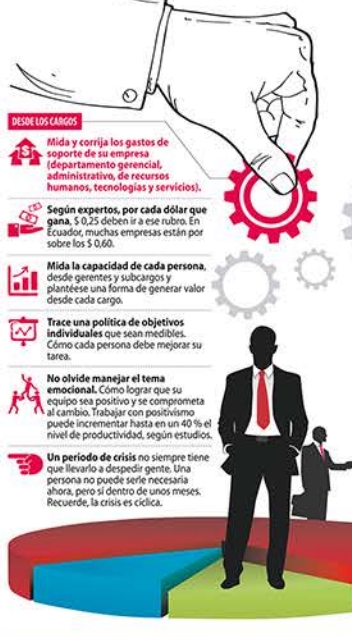 DESDE LOS CARGOS
Mida y corrija los gastos de
soporte de su empresa
(departamento gerencial,
administrativo, de recursos
humanos, tecnologías y servicios).
Según expertos, por cada dólar que
gana, $ 0,25 deben ir a ese rubro. En
Ecuador, muchas empresas están por
sobre los $ 0,60.
Mida la capacidad de cada persona,
desde gerentes y subcargos y
plantéese una forma de generar valor
desde cada cargo.
Trace una política de objetivos
individuales que sean medibles.
Cómo cada persona debe mejorar su
tarea.
No olvide manejar el tema
emocional. Cómo lograr que su
equipo sea positivo y se comprometa
al cambio. Trabajar con positivismo
puede incrementar hasta en un 40 % el
nivel de productividad, según estudios.
Un periodo de crisis no siempre tiene
que llevarlo a despedir gente. Una
persona no puede serle necesaria
ahora, pero sí dentro de unos meses.
Recuerde, la crisis es cíclica.